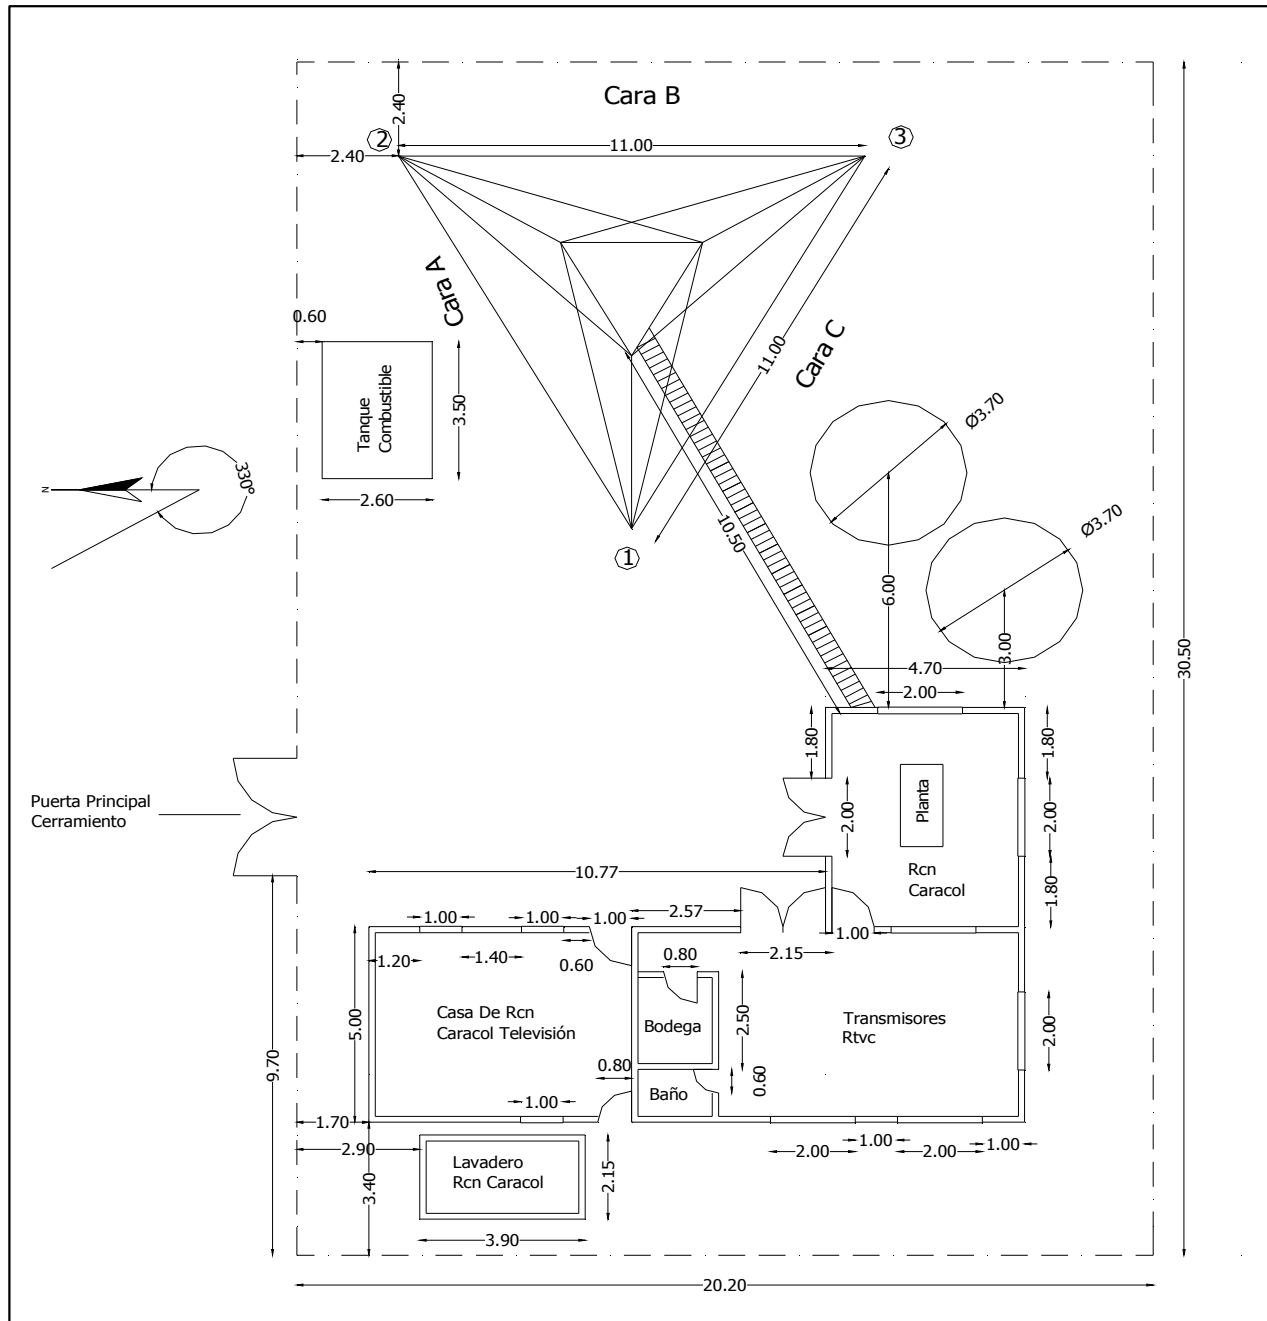 Cara B
2.40
2
3
11.00
2.40
Cara A
0.60
Tanque
Combustible
3.50
2.60
11.00
Cara C
Ø3.70
Ø3.70
N
330°
10.50
1
6.00
3.00
4.70
2.00
30.50
1.80
1.80
Puerta Principal
Cerramiento
2.00
Planta
2.00
10.77
Rcn
Caracol
1.80
2.57
1.00
1.00
1.00
1.00
1.20
1.40
0.60
0.80
2.15
5.00
Casa De Rcn
Caracol Televisión
Bodega
2.50
Transmisores
Rtvc
2.00
9.70
0.80
0.60
Baño
1.00
1.70
2.90
2.00
1.00
2.00
1.00
3.40
Lavadero
Rcn Caracol
2.15
3.90
20.20